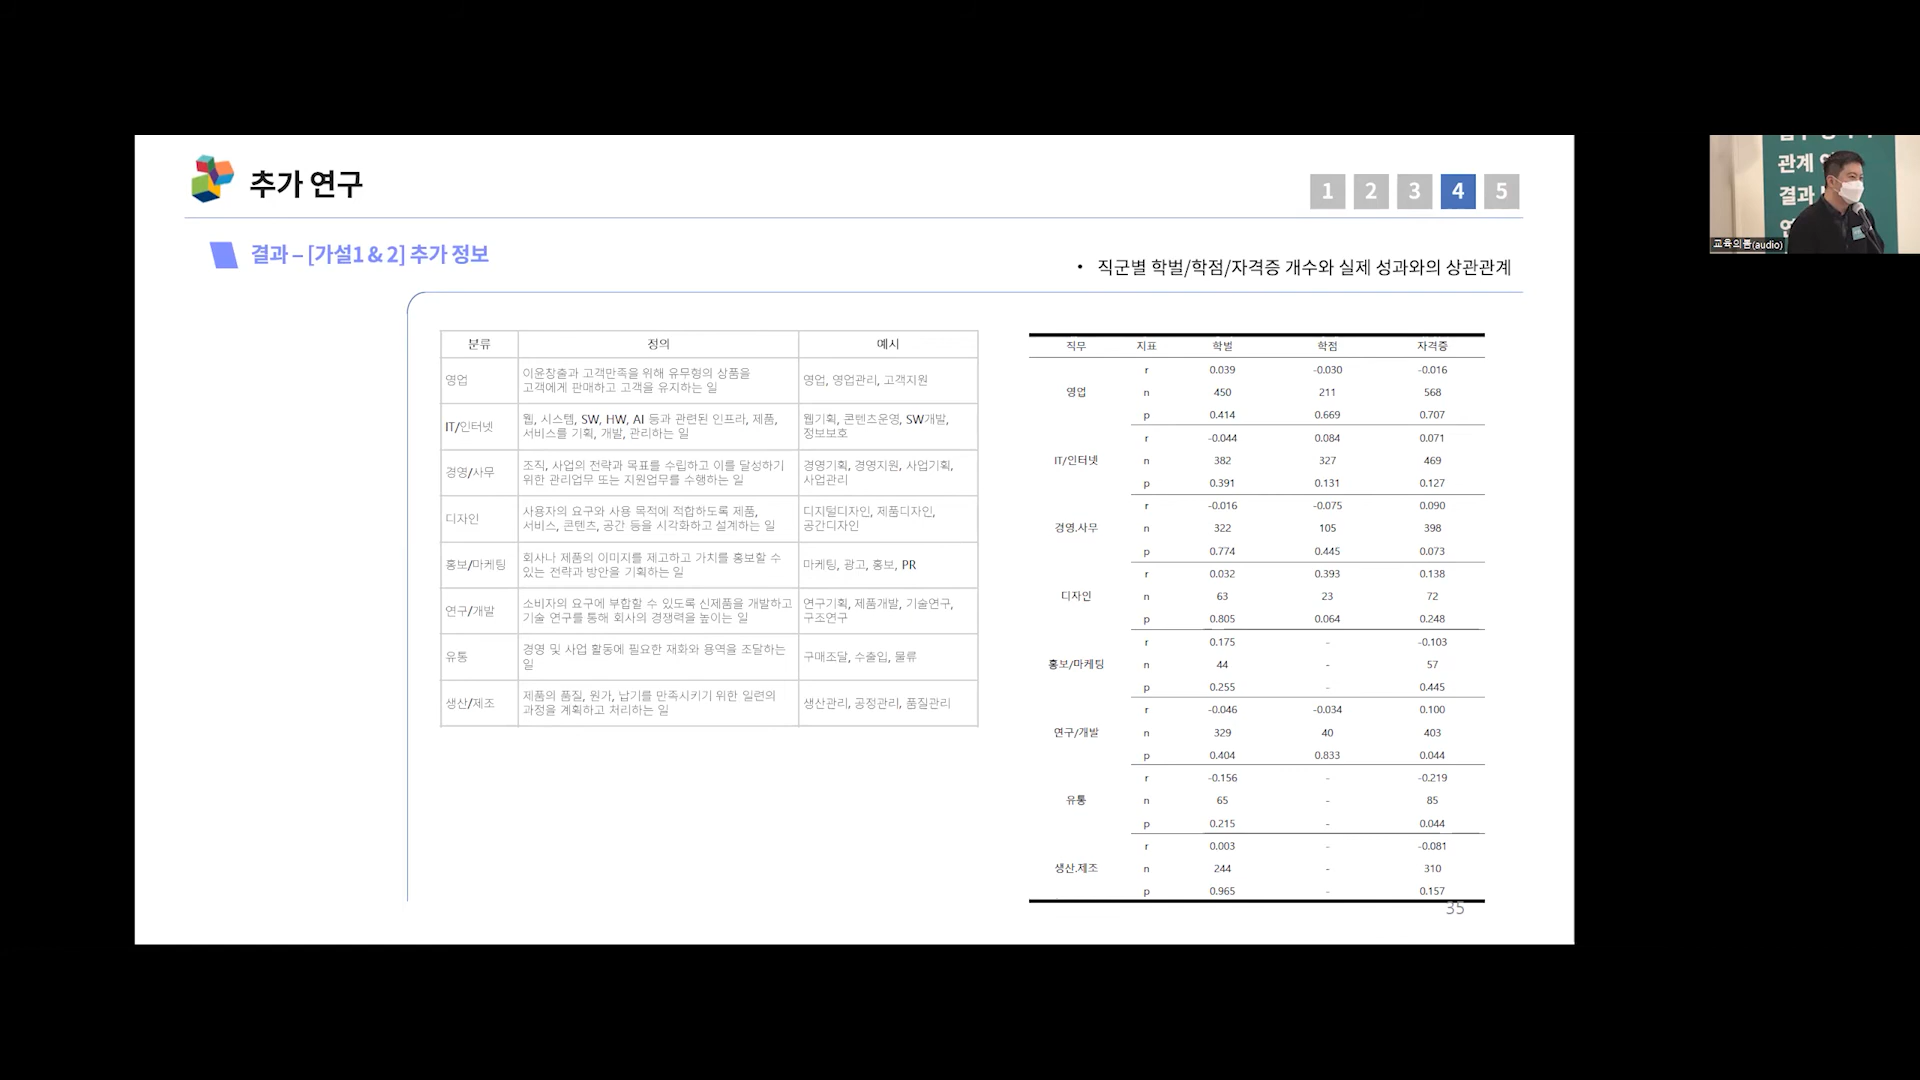 추가 연구
1 2 3 4 5
결과 – [가설1 & 2] 추가 정보
• 직군별 학벌/학점/자격증 개수와 실제 성과와의 상관관계
분류 정의 예시
영업 이윤창출과 고객만족을 위해 유무형의 상품을 고객에게 판매하고 고객을 유지하는 일 영업, 영업관리, 고객지원
IT/인터넷 웹, 시스템, SW, HW, AI 등과 관련된 인프라, 제품, 서비스를 기획, 개발, 관리하는 일 웹기획, 콘텐츠운영, SW개발, 정보보호
경영/사무 조직, 사업의 전략과 목표를 수립하고 이를 달성하기 위한 관리업무 또는 지원업무를 수행하는 일 경영기획, 경영지원, 사업기획, 사업관리
디자인 사용자의 요구와 사용 목적에 적합하도록 제품, 서비스, 콘텐츠, 공간 등을 시각화하고 설계하는 일 디지털디자인, 제품디자인, 공간디자인
홍보/마케팅 회사나 제품의 이미지를 제고하고 가치를 홍보할 수 있는 전략과 방안을 기획하는 일 마케팅, 광고, 홍보, PR
연구/개발 소비자의 요구에 부합할 수 있도록 신제품을 개발하고 기술 연구를 통해 회사의 경쟁력을 높이는 일 연구기획, 제품개발, 기술연구, 구조연구
유통 경영 및 사업 활동에 필요한 재화와 용역을 조달하는 일 구매조달, 수출입, 물류
생산/제조 제품의 품질, 원가, 납기를 만족시키기 위한 일련의 과정을 계획하고 처리하는 일 생산관리, 공정관리, 품질관리
직무 지표 학벌 학점 자격증
r 0.039 -0.030 -0.016
영업 n 450 211 568
p 0.414 0.669 0.707
r -0.044 0.084 0.071
IT/인터넷 n 382 327 469
p 0.391 0.131 0.127
r -0.016 -0.075 0.090
경영.사무 n 322 105 398
p 0.774 0.445 0.073
r 0.032 0.393 0.138
디자인 n 63 23 72
p 0.805 0.064 0.248
r 0.175 - -0.103
홍보/마케팅 n 44 - 57
p 0.255 - 0.445
r -0.046 -0.034 0.100
연구/개발 n 329 40 403
p 0.404 0.833 0.044
r -0.156 - -0.219
유통 n 65 - 85
p 0.215 - 0.044
r 0.003 - -0.081
생산.제조 n 244 - 310
p 0.965 - 0.157
35
관계
결과
교육의봄(audio)